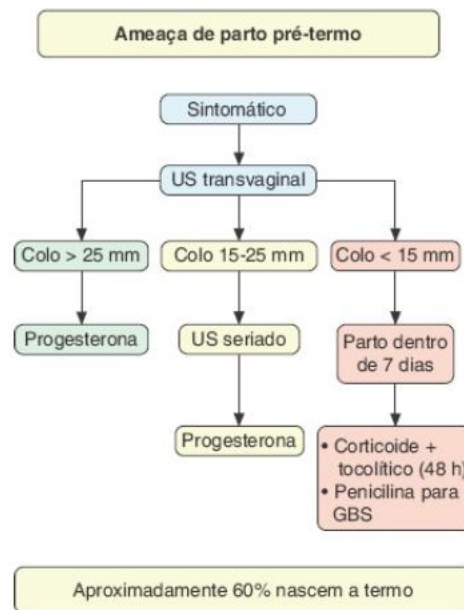 Ameaça de parto pré-termo
Sintomático
US transvaginal
Colo > 25 mm
Colo 15-25 mm
Colo < 15 mm
Progesterona
US seriado
Parto dentro
de 7 dias
Progesterona
• Corticoide +
tocolítico (48 h)
• Penicilina para
GBS
Aproximadamente 60% nascem a termo